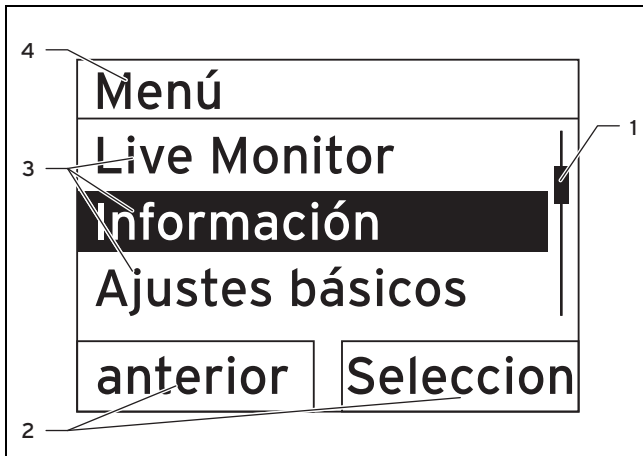 4
Menú
1
3
Live Monitor
Información
Ajustes básicos
anterior
Seleccion
2